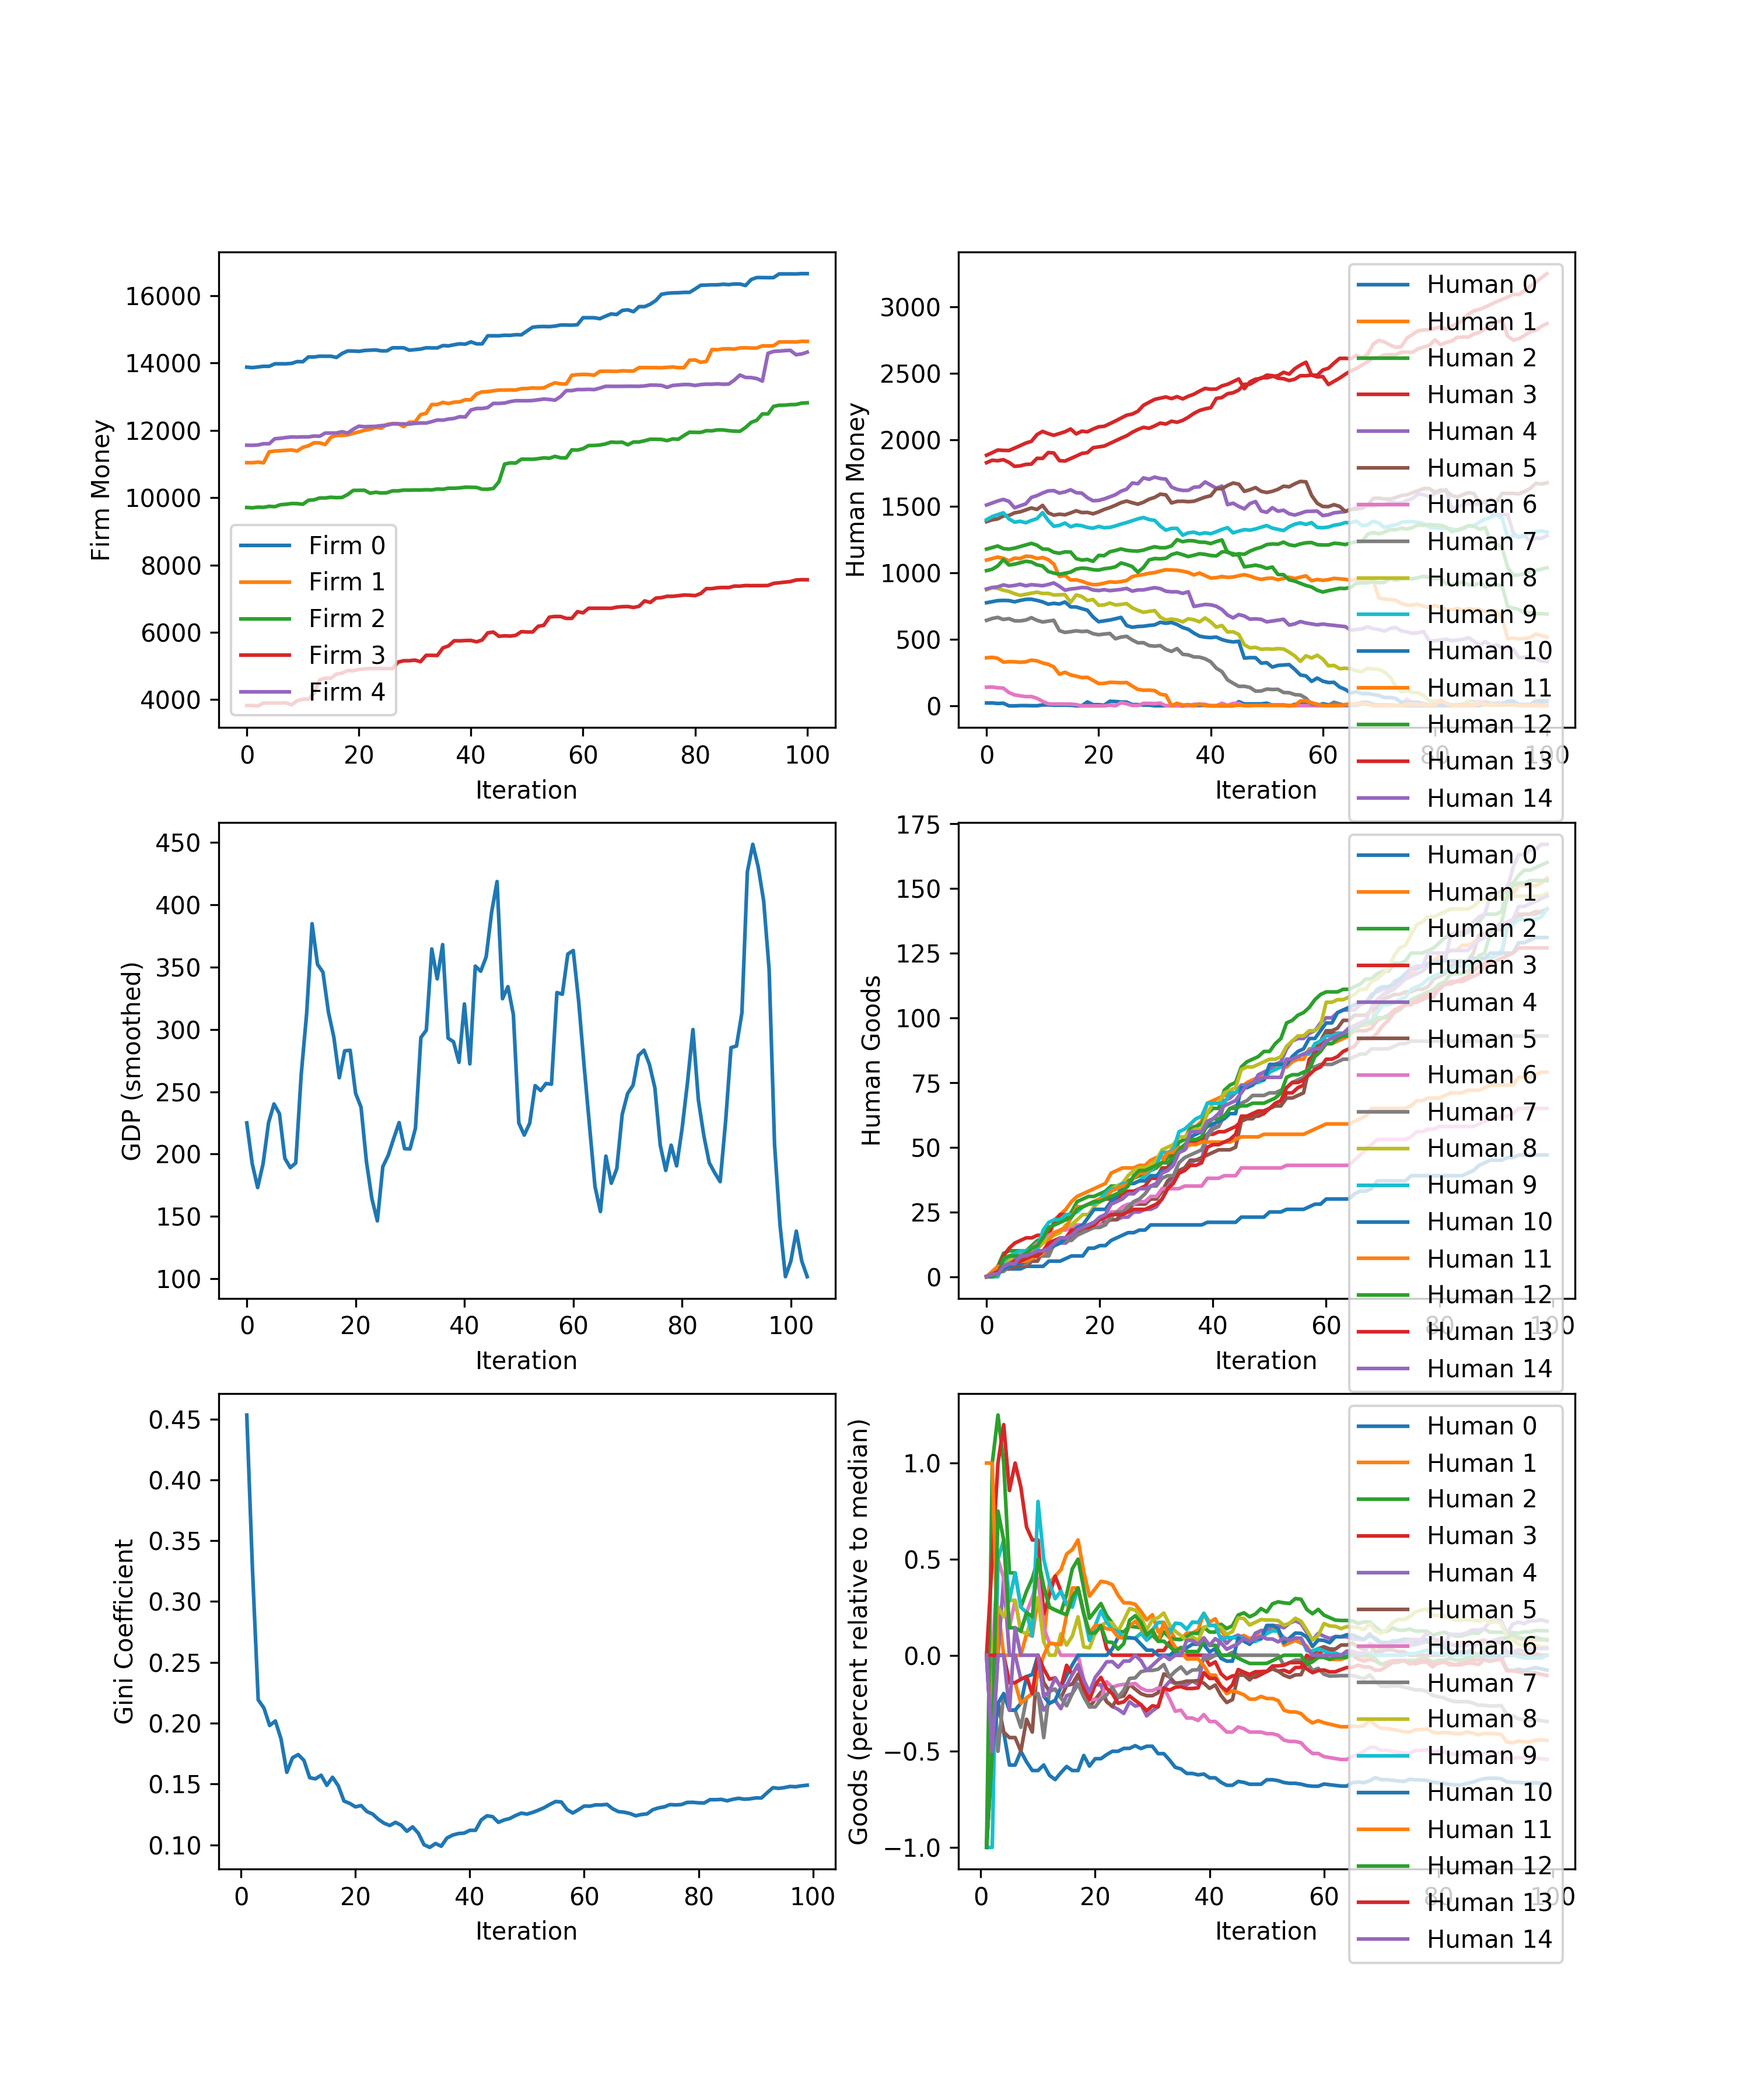 16000
14000
12000
10000
8000
6000
4000
Firm Money
Firm 0
Firm 1
Firm 2
Firm 3
Firm 4
0 20 40 60 80 100
Iteration
3000
2500
2000
1500
1000
500
0
Human Money
Human 0
Human 1
Human 2
Human 3
Human 4
Human 5
Human 6
Human 7
Human 8
Human 9
Human 10
Human 11
Human 12
Human 13
Human 14
0 20 40 60 80 100
Iteration
450
400
350
300
250
200
150
100
GDP (smoothed)
0 20 40 60 80 100
Iteration
175
150
125
100
75
50
25
0
Human Goods
Human 0
Human 1
Human 2
Human 3
Human 4
Human 5
Human 6
Human 7
Human 8
Human 9
Human 10
Human 11
Human 12
Human 13
Human 14
0 20 40 60 80 100
Iteration
0.45
0.40
0.35
0.30
0.25
0.20
0.15
0.10
Gini Coefficient
0 20 40 60 80 100
Iteration
1.0
0.5
0.0
−0.5
−1.0
Goods (percent relative to median)
Human 0
Human 1
Human 2
Human 3
Human 4
Human 5
Human 6
Human 7
Human 8
Human 9
Human 10
Human 11
Human 12
Human 13
Human 14
0 20 40 60 80 100
Iteration